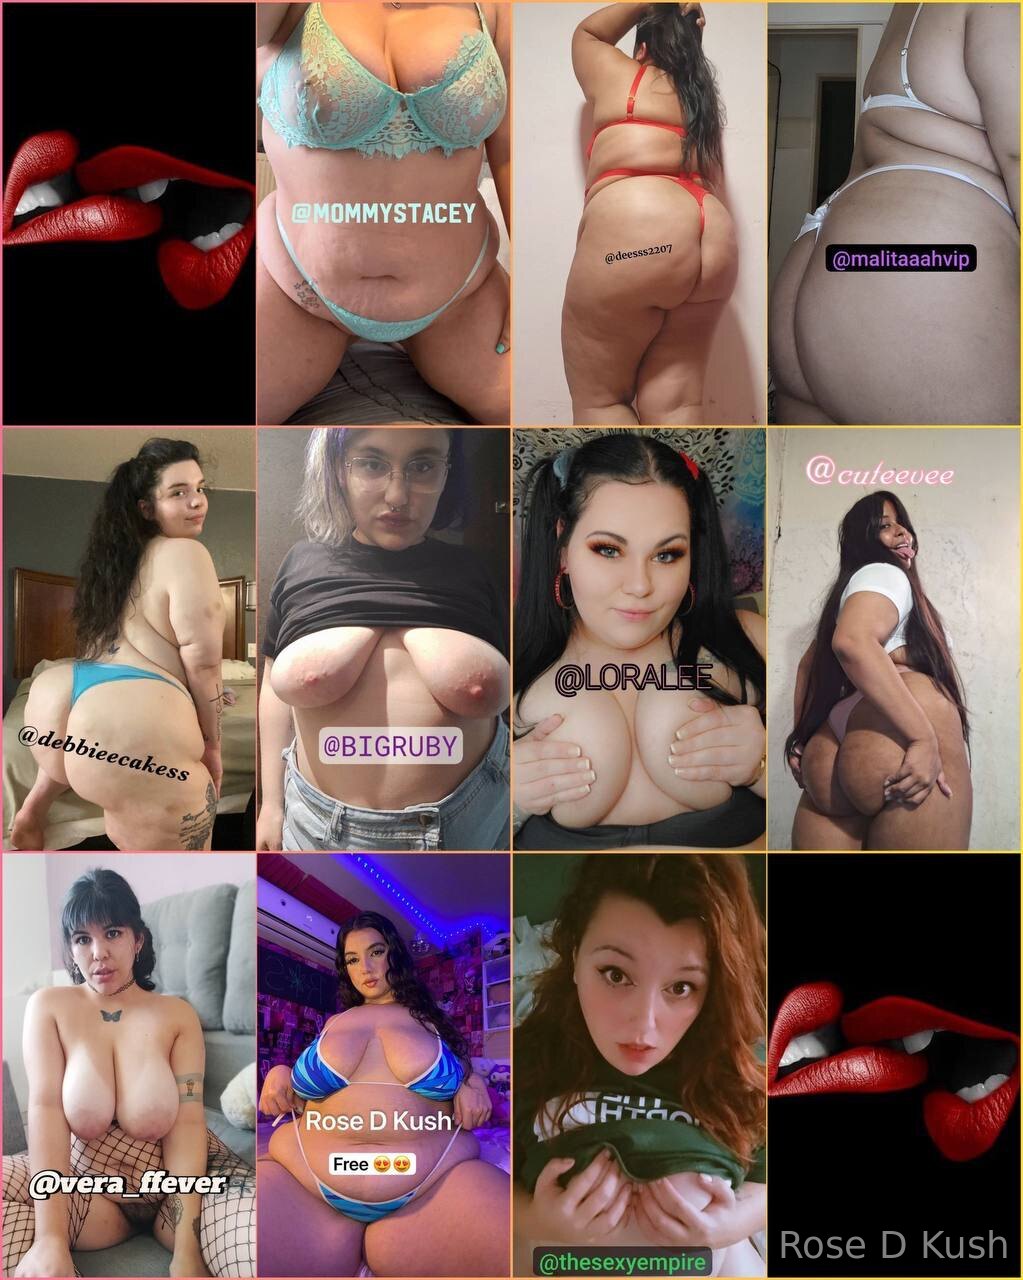 @MOMMYSTACEY
@deesss2207
@malitaaahvip
@cuteevee
@debbieecakess
@BIGRUBY
@LORALEE
@vera_ffever
Rose D Kush
Free 😍😍
@thesexyempire
Rose D Kush